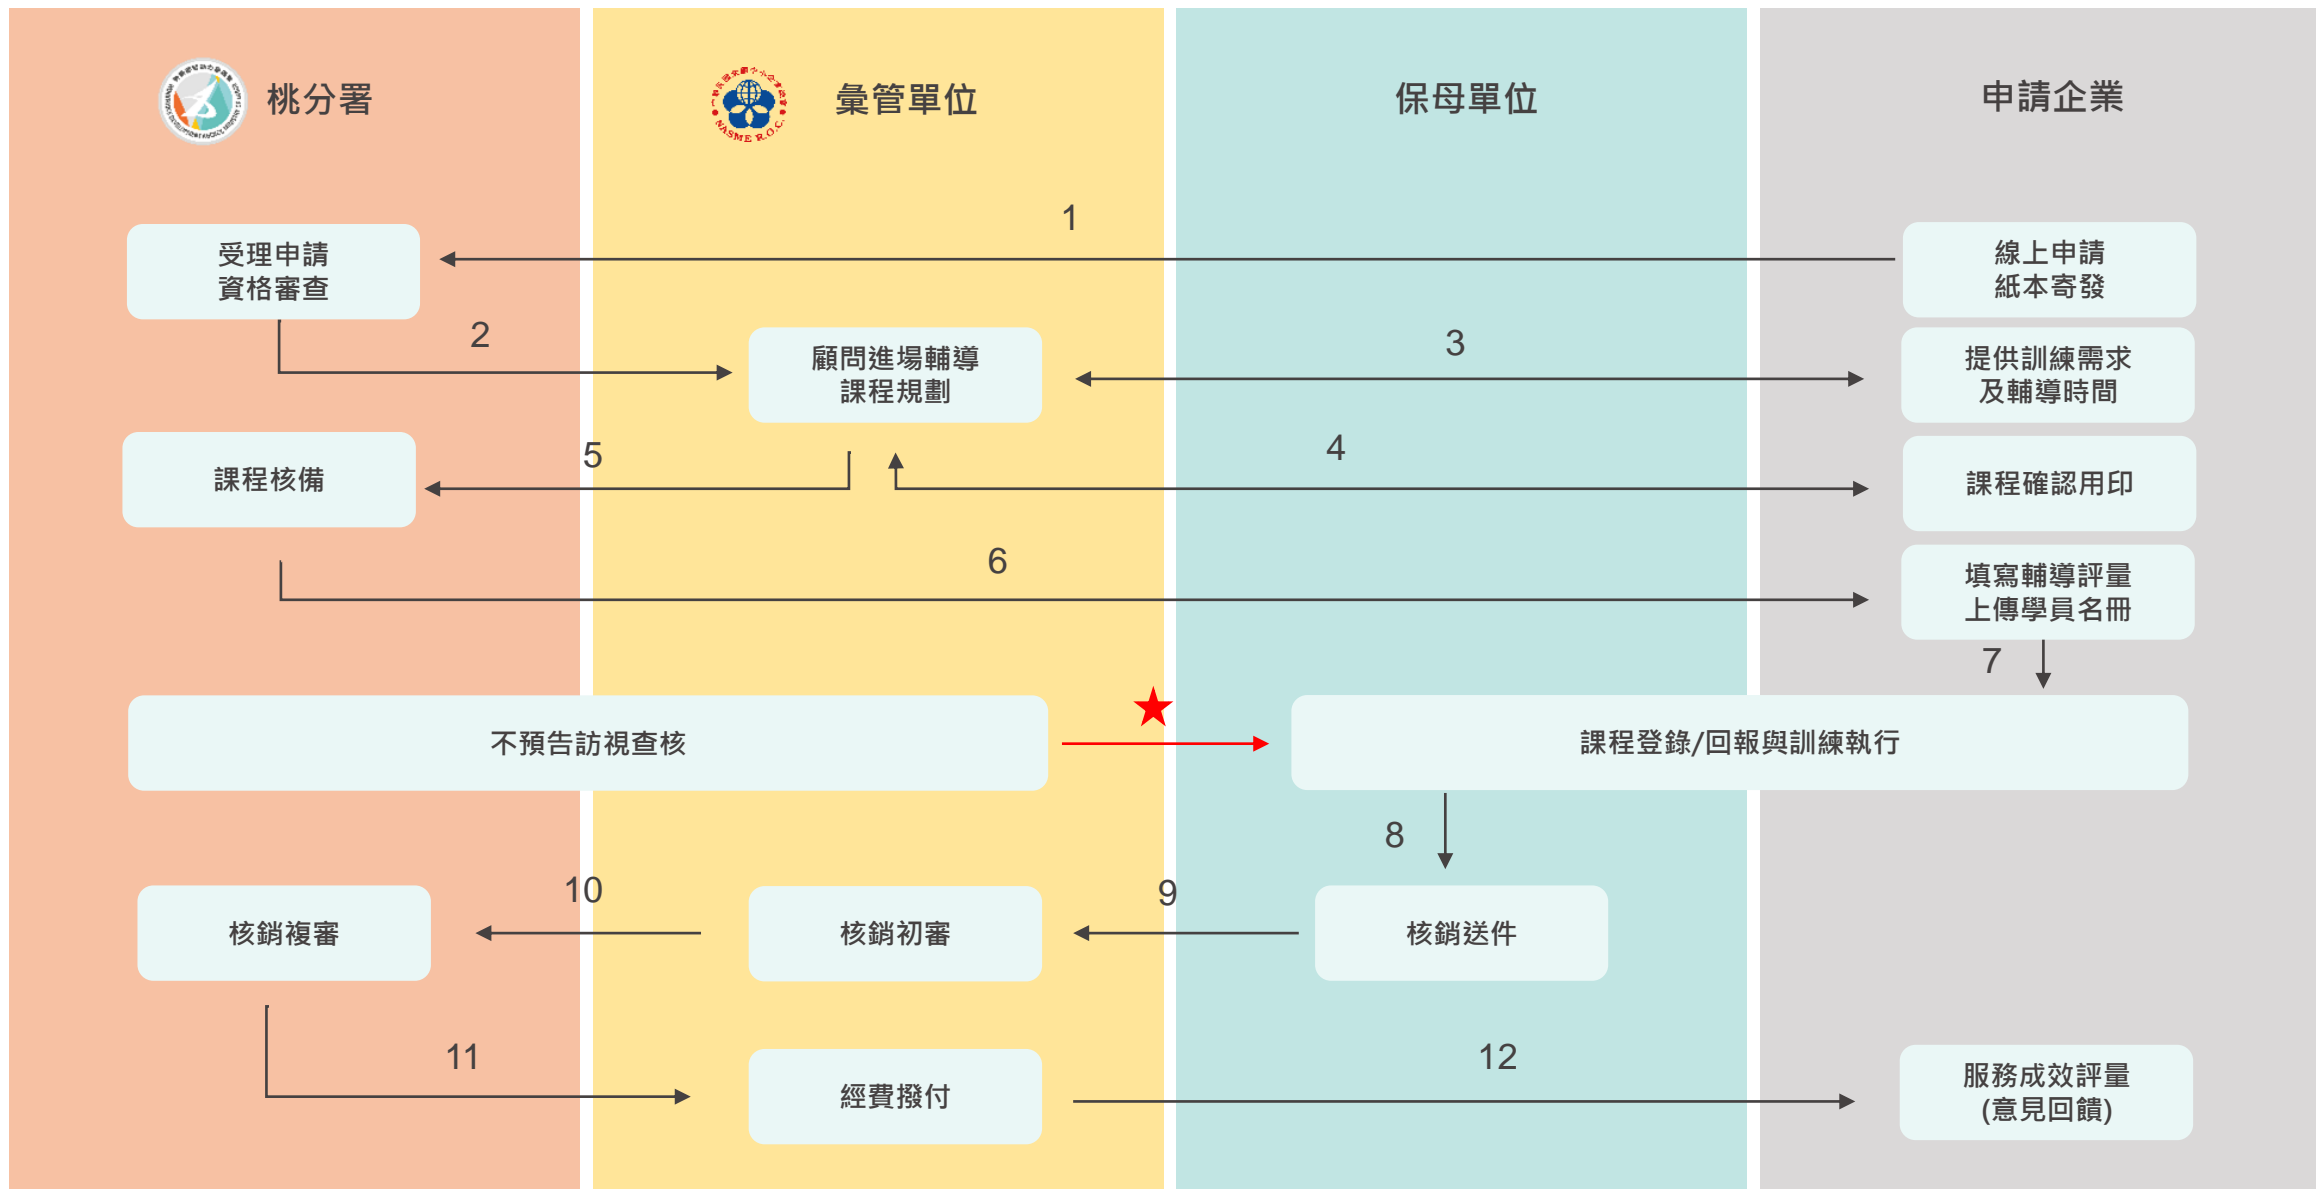 桃分署
NASME R.O.C.
彙管單位
保母單位
申請企業
1
受理申請
資格審查
線上申請
紙本寄發
2
顧問進場輔導
課程規劃
3
提供訓練需求
及輔導時間
課程核備
5
4
課程確認用印
6
填寫輔導評量
上傳學員名冊
7
不預告訪視查核
課程登錄/回報與訓練執行
8
核銷複審
10
核銷初審
9
核銷送件
11
經費撥付
12
服務成效評量
(意見回饋)